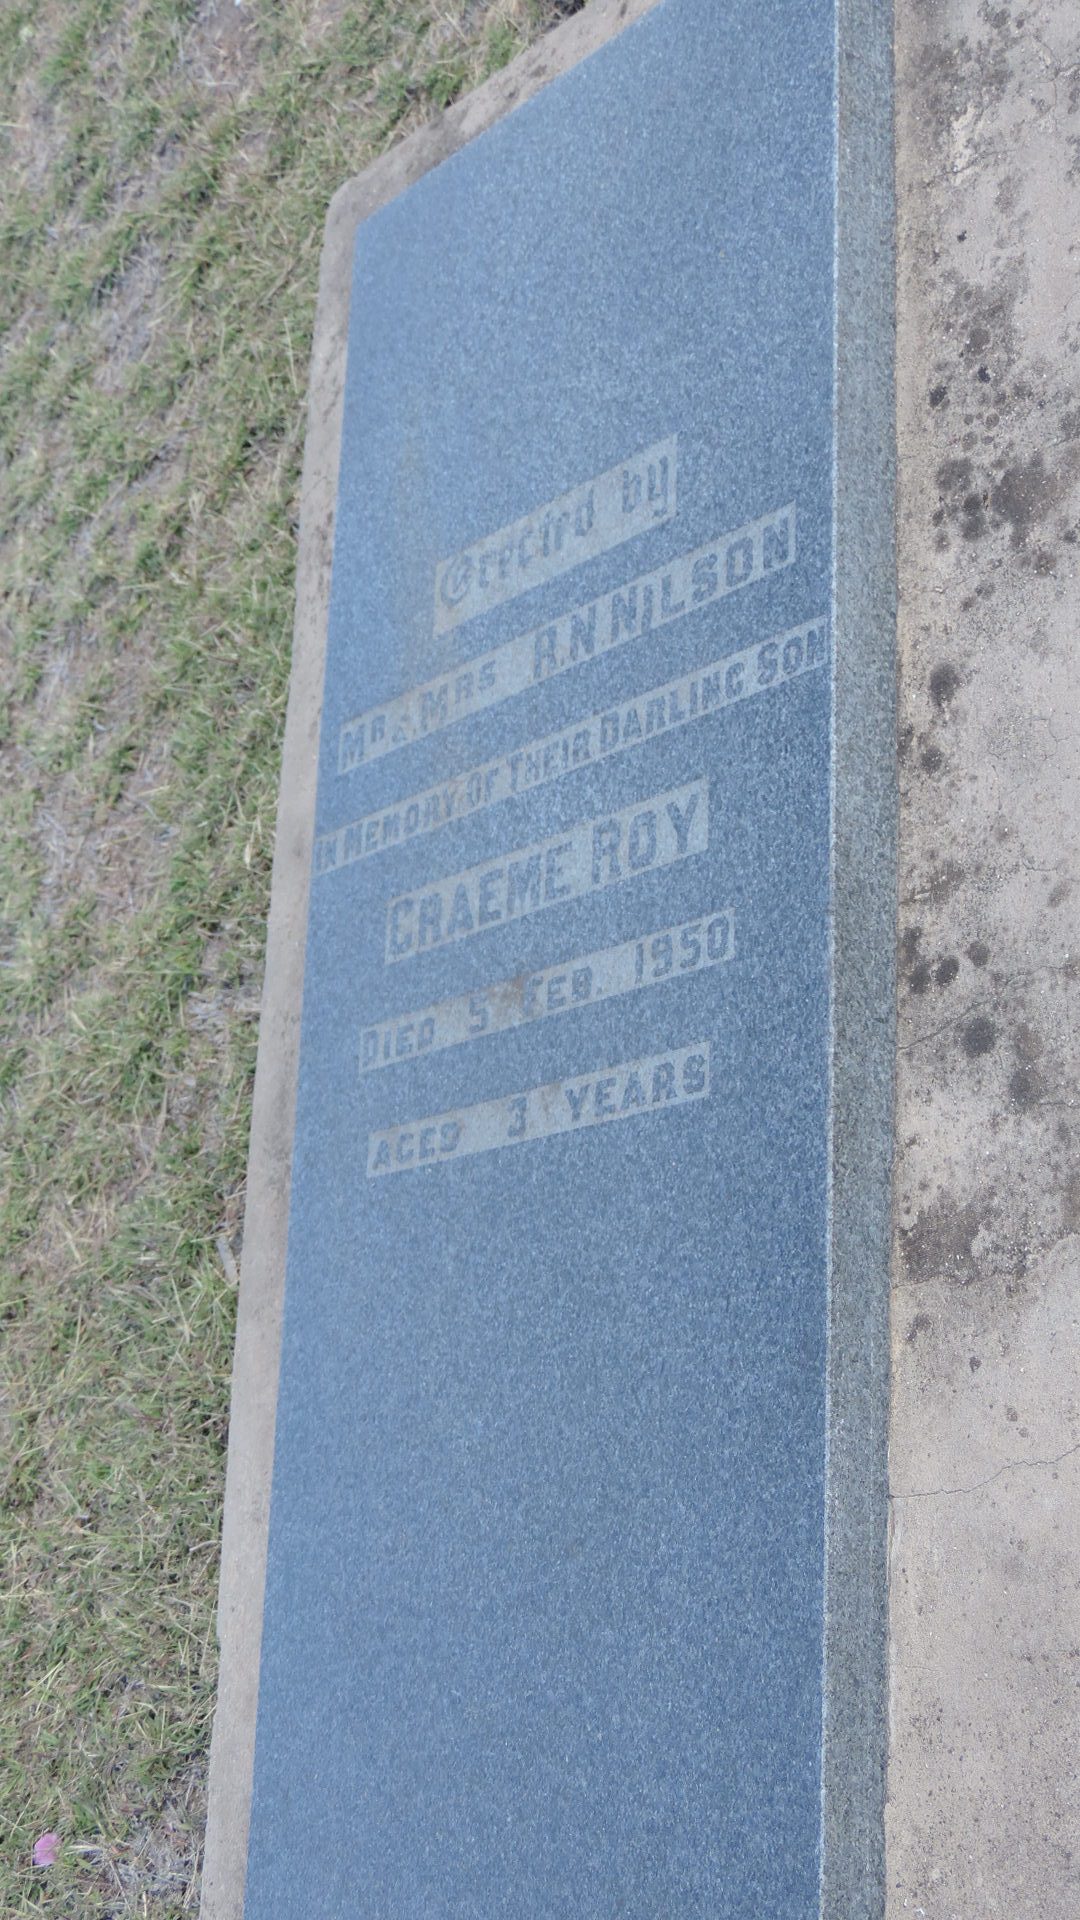 Erected by
MR & MRS A.N NILSON
IN MEMORY OF THEIR DARLING SON
GRAEME ROY
DIED 5 FEB. 1950
AGED 3 YEARS